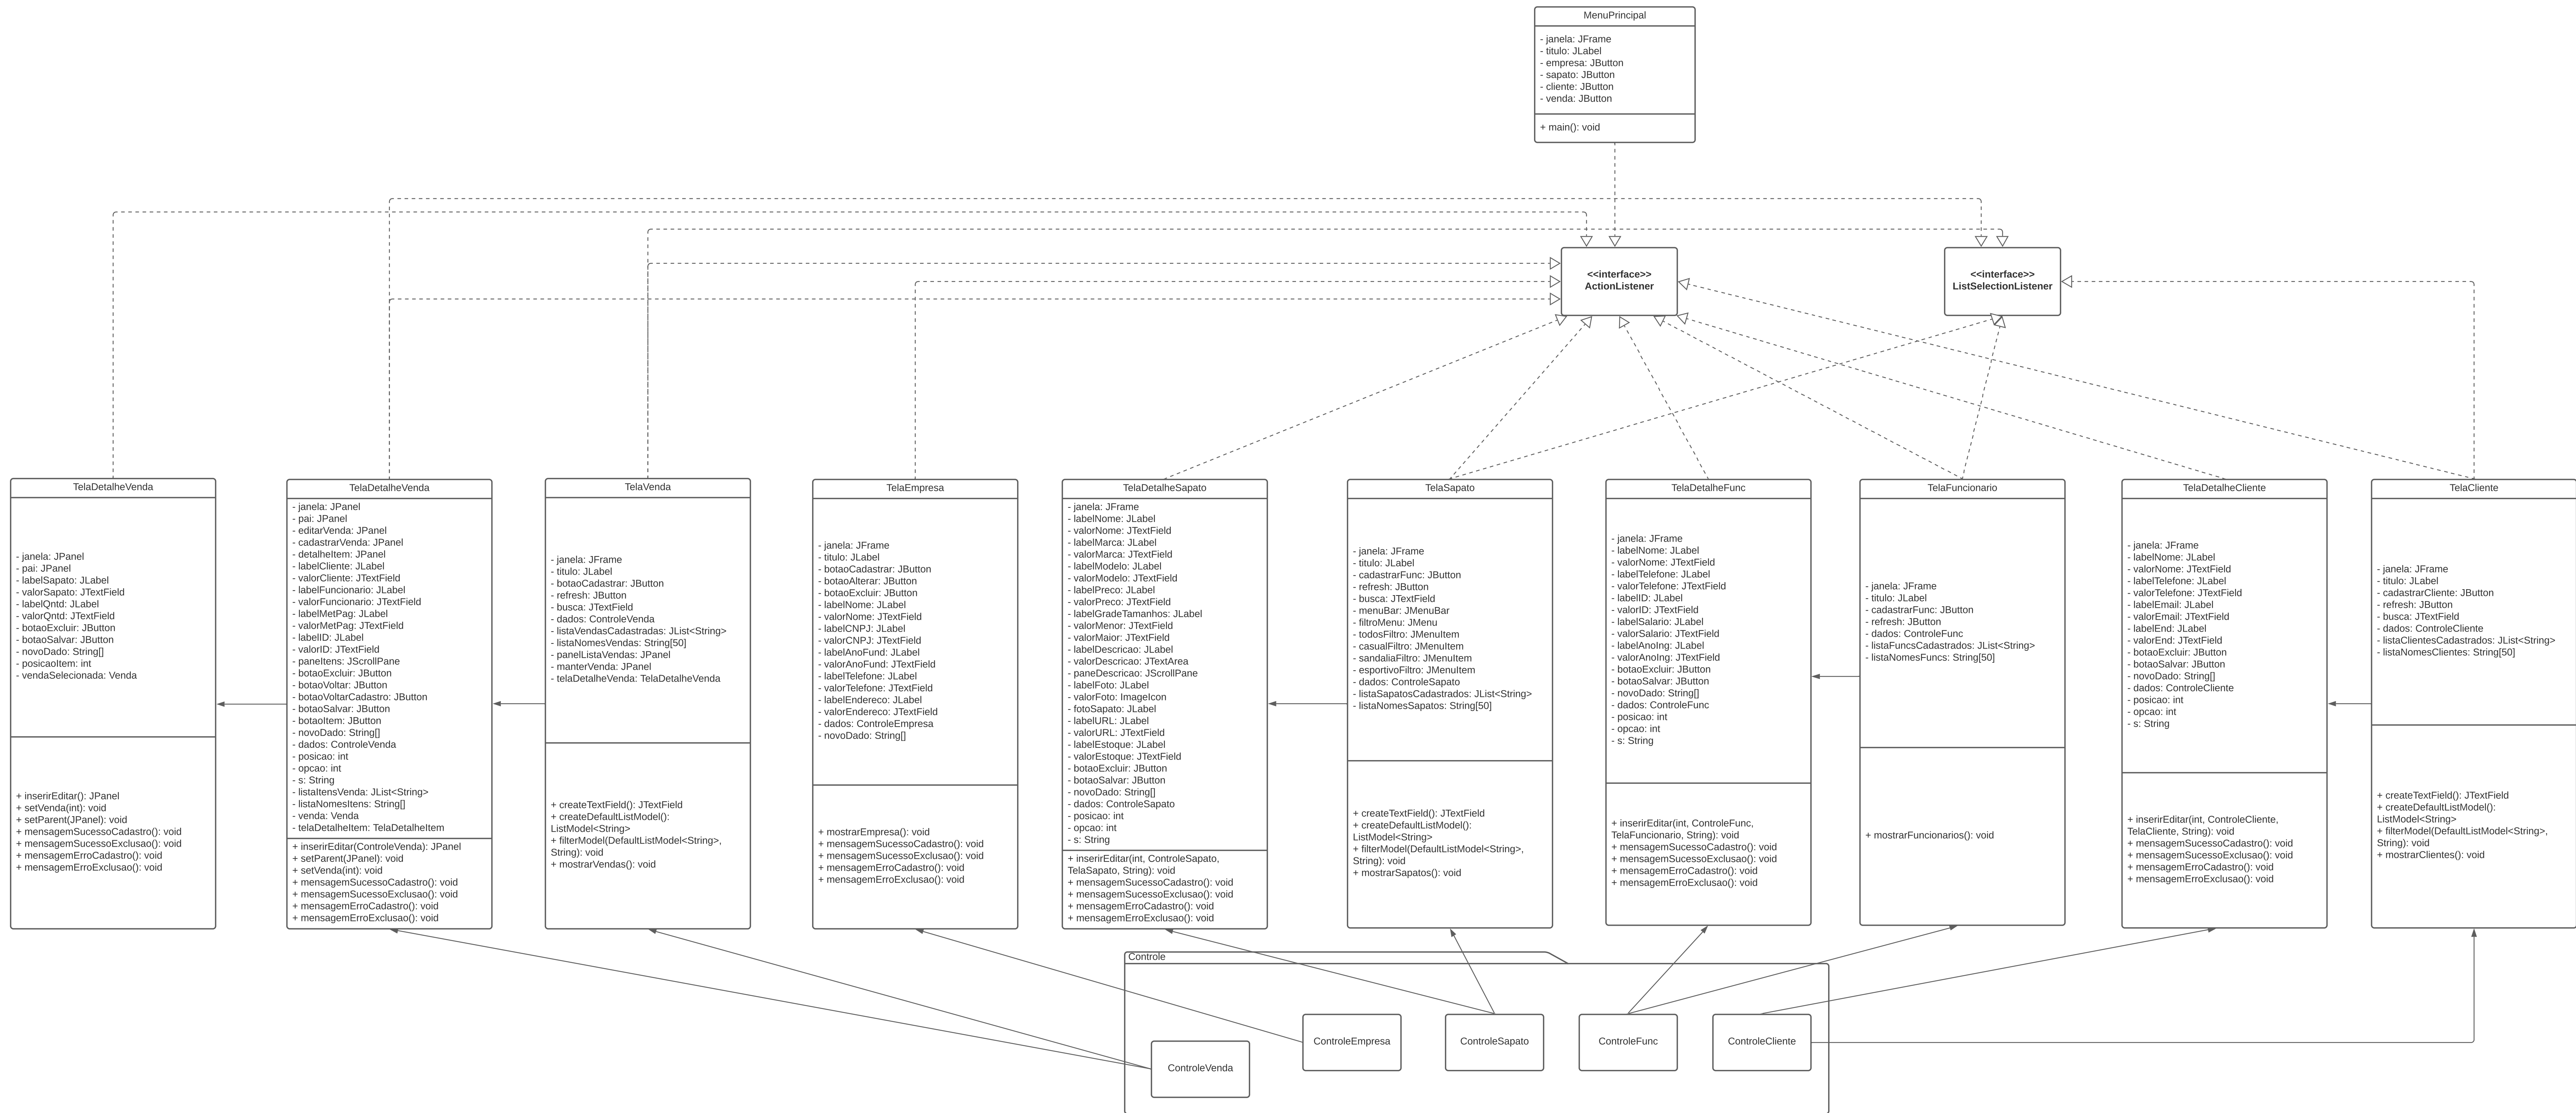 MenuPrincipal
- janela: JFrame
- titulo: JLabel
- empresa: JButton
- sapato: JButton
- cliente: JButton
- venda: JButton
+ main(): void
<<interface>>
ActionListener
<<interface>>
ListSelectionListener
TelaDetalheVenda
- janela: JPanel
- pai: JPanel
- labelSapato: JLabel
- valorSapato: JTextField
- labelQntd: JLabel
- valorQntd: JTextField
- botaoExcluir: JButton
- botaoSalvar: JButton
- novoDado: String[]
- posicaoItem: int
- vendaSelecionada: Venda
+ inserirEditar(): JPanel
+ setVenda(int): void
+ setParent(JPanel): void
+ mensagemSucessoCadastro(): void
+ mensagemSucessoExclusao(): void
+ mensagemErroCadastro(): void
+ mensagemErroExclusao(): void
TelaDetalheVenda
- janela: JPanel
- pai: JPanel
- editarVenda: JPanel
- cadastrarVenda: JPanel
- detalheItem: JPanel
- labelCliente: JLabel
- valorCliente: JTextField
- labelFuncionario: JLabel
- valorFuncionario: JTextField
- labelMetPag: JLabel
- valorMetPag: JTextField
- labelID: JLabel
- valorID: JTextField
- paneItens: JScrollPane
- botaoExcluir: JButton
- botaoVoltar: JButton
- botaoVoltarCadastro: JButton
- botaoSalvar: JButton
- botaoItem: JButton
- novoDado: String[]
- dados: ControleVenda
- posicao: int
- opcao: int
- s: String
- listaItensVenda: JList<String>
- listaNomesItens: String[]
- venda: Venda
- telaDetalheItem: TelaDetalheItem
+ inserirEditar(ControleVenda): JPanel
+ setParent(JPanel): void
+ setVenda(int): void
+ mensagemSucessoCadastro(): void
+ mensagemSucessoExclusao(): void
+ mensagemErroCadastro(): void
+ mensagemErroExclusao(): void
TelaVenda
- janela: JFrame
- titulo: JLabel
- botaoCadastrar: JButton
- refresh: JButton
- busca: JTextField
- dados: ControleVenda
- listaVendasCadastradas: JList<String>
- listaNomesVendas: String[50]
- panelListaVendas: JPanel
- manterVenda: JPanel
- telaDetalheVenda: TelaDetalheVenda
+ createTextField(): JTextField
+ createDefaultListModel():
ListModel<String>
+ filterModel(DefaultListModel<String>,
String): void
+ mostrarVendas(): void
TelaEmpresa
- janela: JFrame
- titulo: JLabel
- botaoCadastrar: JButton
- botaoAlterar: JButton
- botaoExcluir: JButton
- labelNome: JLabel
- valorNome: JTextField
- labelCNPJ: JLabel
- valorCNPJ: JTextField
- labelAnoFund: JLabel
- valorAnoFund: JTextField
- labelTelefone: JLabel
- valorTelefone: JTextField
- labelEndereco: JLabel
- valorEndereco: JTextField
- dados: ControleEmpresa
- novoDado: String[]
+ mostrarEmpresa(): void
+ mensagemSucessoCadastro(): void
+ mensagemSucessoExclusao(): void
+ mensagemErroCadastro(): void
+ mensagemErroExclusao(): void
TelaDetalheSapato
- janela: JFrame
- labelNome: JLabel
- valorNome: JTextField
- labelMarca: JLabel
- valorMarca: JTextField
- labelModelo: JLabel
- valorModelo: JTextField
- labelPreco: JLabel
- valorPreco: JTextField
- labelGradeTamanhos: JLabel
- valorMenor: JTextField
- valorMaior: JTextField
- labelDescricao: JLabel
- valorDescricao: JTextArea
- paneDescricao: JScrollPane
- labelFoto: JLabel
- valorFoto: ImageIcon
- fotoSapato: JLabel
- labelURL: JLabel
- valorURL: JTextField
- labelEstoque: JLabel
- valorEstoque: JTextField
- botaoExcluir: JButton
- botaoSalvar: JButton
- novoDado: String[]
- dados: ControleSapato
- posicao: int
- opcao: int
- s: String
+ inserirEditar(int, ControleSapato,
TelaSapato, String): void
+ mensagemSucessoCadastro(): void
+ mensagemSucessoExclusao(): void
+ mensagemErroCadastro(): void
+ mensagemErroExclusao(): void
TelaSapato
- janela: JFrame
- titulo: JLabel
- cadastrarFunc: JButton
- refresh: JButton
- busca: JTextField
- menuBar: JMenuBar
- filtroMenu: JMenu
- todosFiltro: JMenuItem
- casualFiltro: JMenuItem
- sandaliaFiltro: JMenuItem
- esportivoFiltro: JMenuItem
- dados: ControleSapato
- listaSapatosCadastrados: JList<String>
- listaNomesSapatos: String[50]
+ createTextField(): JTextField
+ createDefaultListModel():
ListModel<String>
+ filterModel(DefaultListModel<String>,
String): void
+ mostrarSapatos(): void
TelaDetalheFunc
- janela: JFrame
- labelNome: JLabel
- valorNome: JTextField
- labelTelefone: JLabel
- valorTelefone: JTextField
- labelID: JLabel
- valorID: JTextField
- labelSalario: JLabel
- valorSalario: JTextField
- labelAnoIng: JLabel
- valorAnoIng: JTextField
- botaoExcluir: JButton
- botaoSalvar: JButton
- novoDado: String[]
- dados: ControleFunc
- posicao: int
- opcao: int
- s: String
+ inserirEditar(int, ControleFunc,
TelaFuncionario, String): void
+ mensagemSucessoCadastro(): void
+ mensagemSucessoExclusao(): void
+ mensagemErroCadastro(): void
+ mensagemErroExclusao(): void
TelaFuncionario
- janela: JFrame
- titulo: JLabel
- cadastrarFunc: JButton
- refresh: JButton
- dados: ControleFunc
- listaFuncsCadastrados: JList<String>
- listaNomesFuncs: String[50]
+ mostrarFuncionarios(): void
TelaDetalheCliente
- janela: JFrame
- labelNome: JLabel
- valorNome: JTextField
- labelTelefone: JLabel
- valorTelefone: JTextField
- labelEmail: JLabel
- valorEmail: JTextField
- labelEnd: JLabel
- valorEnd: JTextField
- botaoExcluir: JButton
- botaoSalvar: JButton
- novoDado: String[]
- dados: ControleCliente
- posicao: int
- opcao: int
- s: String
+ inserirEditar(int, ControleCliente,
TelaCliente, String): void
+ mensagemSucessoCadastro(): void
+ mensagemSucessoExclusao(): void
+ mensagemErroCadastro(): void
+ mensagemErroExclusao(): void
TelaCliente
- janela: JFrame
- titulo: JLabel
- cadastrarCliente: JButton
- refresh: JButton
- busca: JTextField
- dados: ControleCliente
- listaClientesCadastrados: JList<String>
- listaNomesClientes: String[50]
+ createTextField(): JTextField
+ createDefaultListModel():
ListModel<String>
+ filterModel(DefaultListModel<String>,
String): void
+ mostrarClientes(): void
Controle
ControleVenda
ControleEmpresa
ControleSapato
ControleFunc
ControleCliente